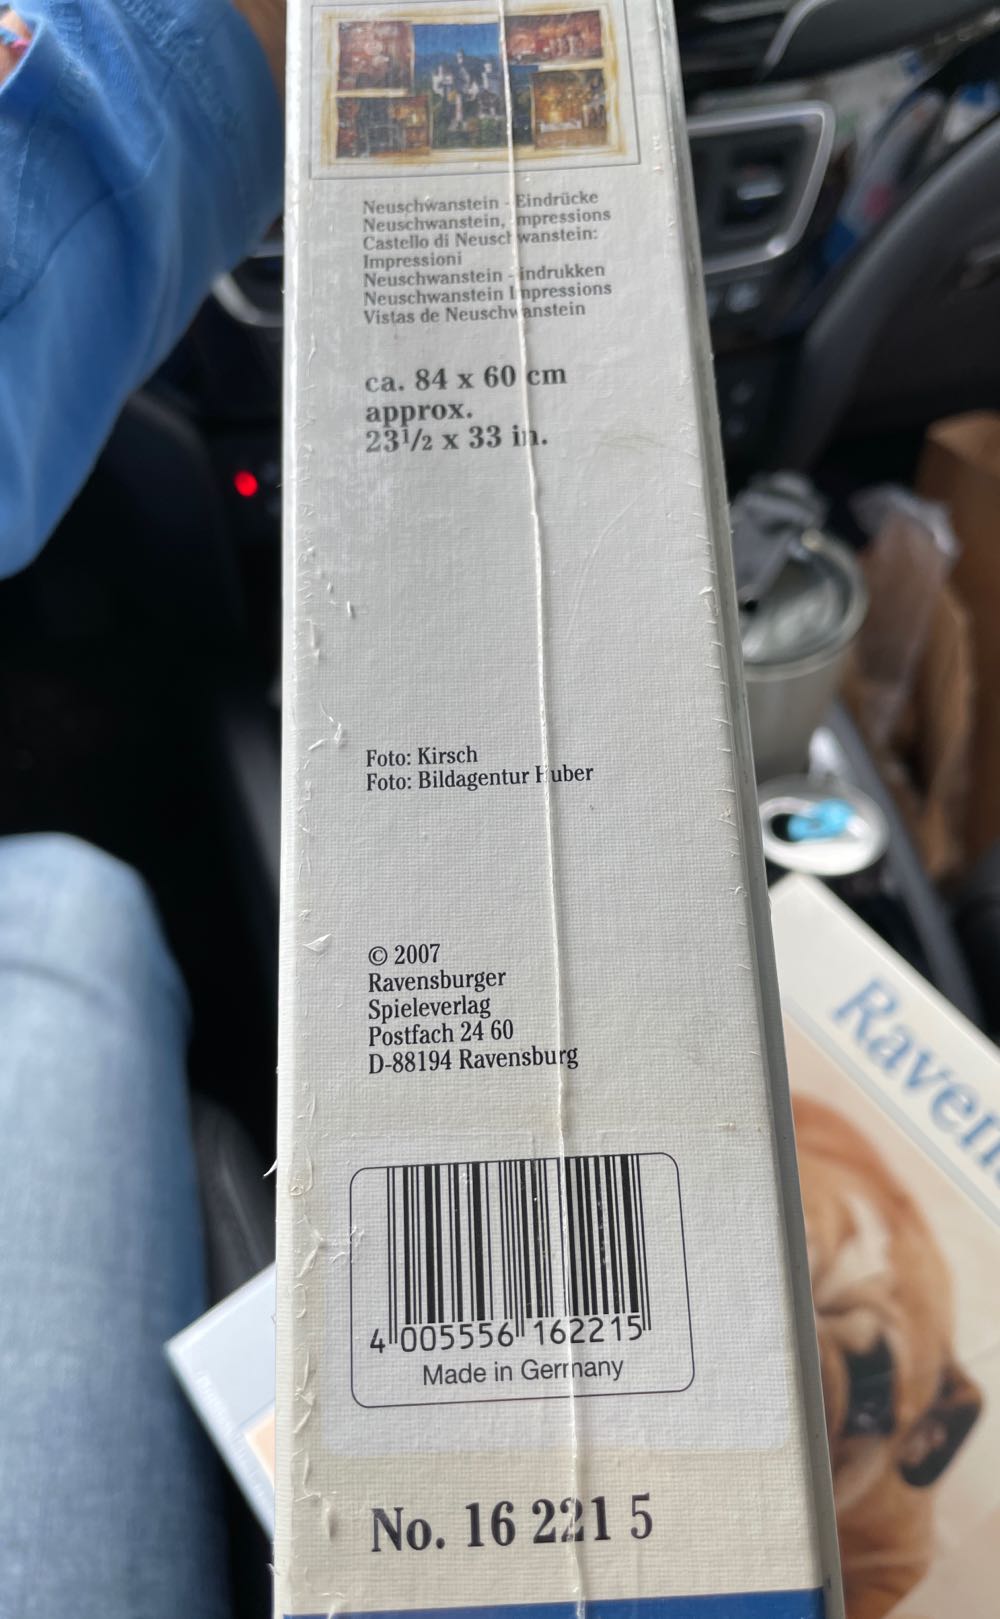 Neuschwanstein - Eindrücke
Neuschwanstein, Impressions
Castello di Neuschwanstein:
Impressioni
Neuschwanstein - indrukken
Neuschwanstein Impressions
Vistas de Neuschwanstein
ca. 84 x 60 cm
approx.
23½ x 33 in.
Foto: Kirsch
Foto: Bildagentur Huber
© 2007
Ravensburger
Spieleverlag
Postfach 24 60
D-88194 Ravensburg
4 005556 162215
Made in Germany
No. 16 221 5
Raven